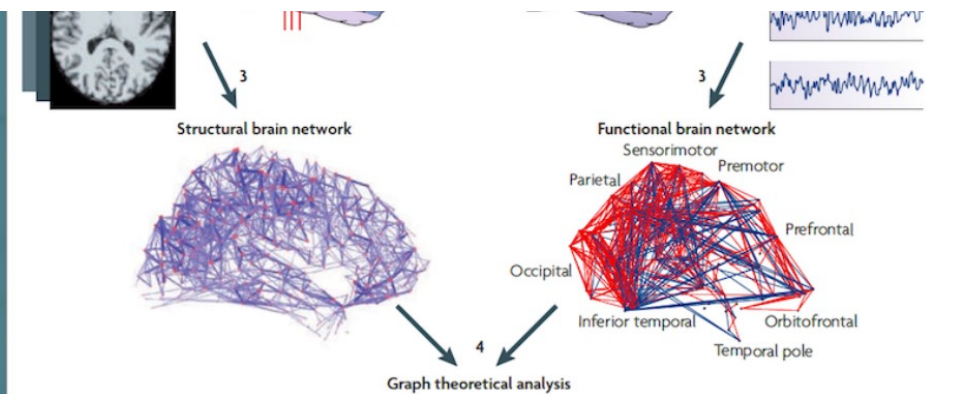 3
3
Structural brain network
Functional brain network
Sensorimotor
Premotor
Parietal
Prefrontal
Occipital
Inferior temporal
Orbitofrontal
Temporal pole
4
Graph theoretical analysis